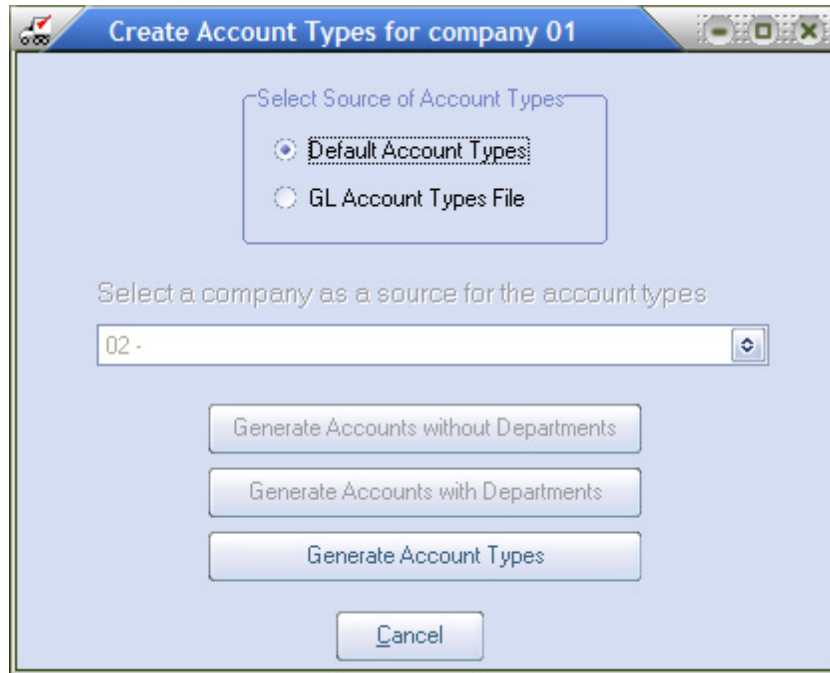 Create Account Types for company 01
Select Source of Account Types
Default Account Types
GL Account Types File
Select a company as a source for the account types
02 -
Generate Accounts without Departments
Generate Accounts with Departments
Generate Account Types
Cancel